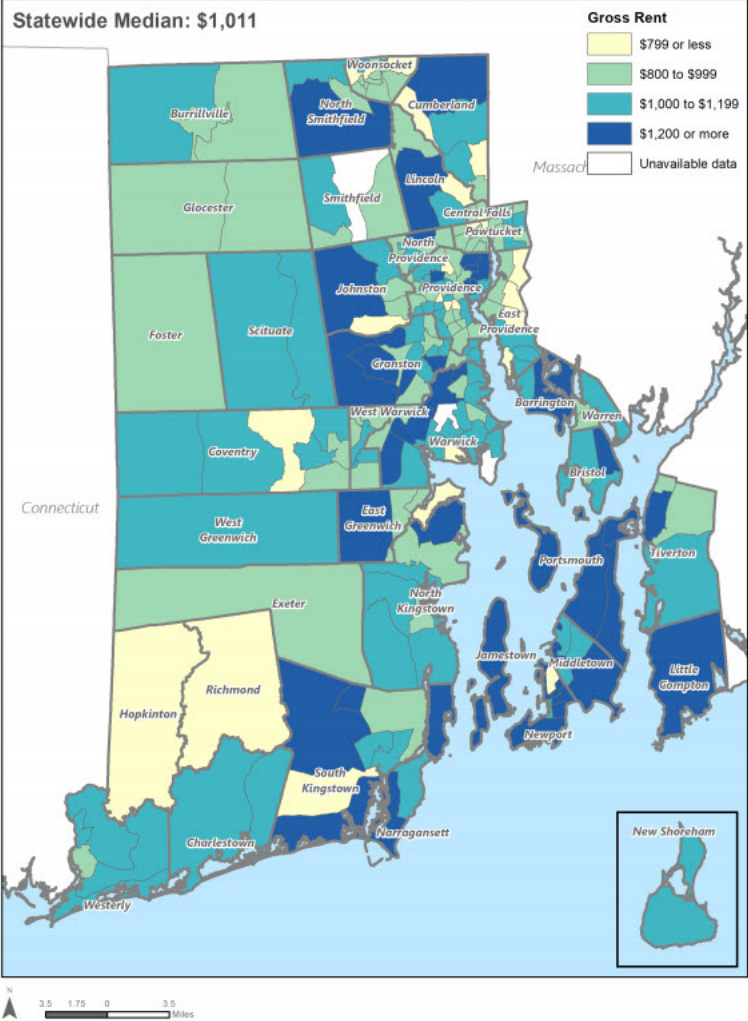 Statewide Median: $1,011
Gross Rent
$799 or less
$800 to $999
$1,000 to $1,199
$1,200 or more
Unavailable data
Woonsocket
Burrillville
North
Smithfield
Cumberland
Massach
Lincoln
Smithfield
Glocester
Central Falls
Pawtucket
North
Providence
Johnston
Providence
East
Providence
Foster
Scituate
Cranston
Barrington
Warren
West Warwick
Warwick
Coventry
Bristol
Connecticut
West
Greenwich
East
Greenwich
Portsmouth
Tiverton
Exeter
North
Kingstown
Jamestown
Middletown
Little
Compton
Richmond
Hopkinton
Newport
South
Kingstown
Narragansett
Charlestown
Westerly
New Shoreham
N
3.5 1.75 0 3.5
Miles